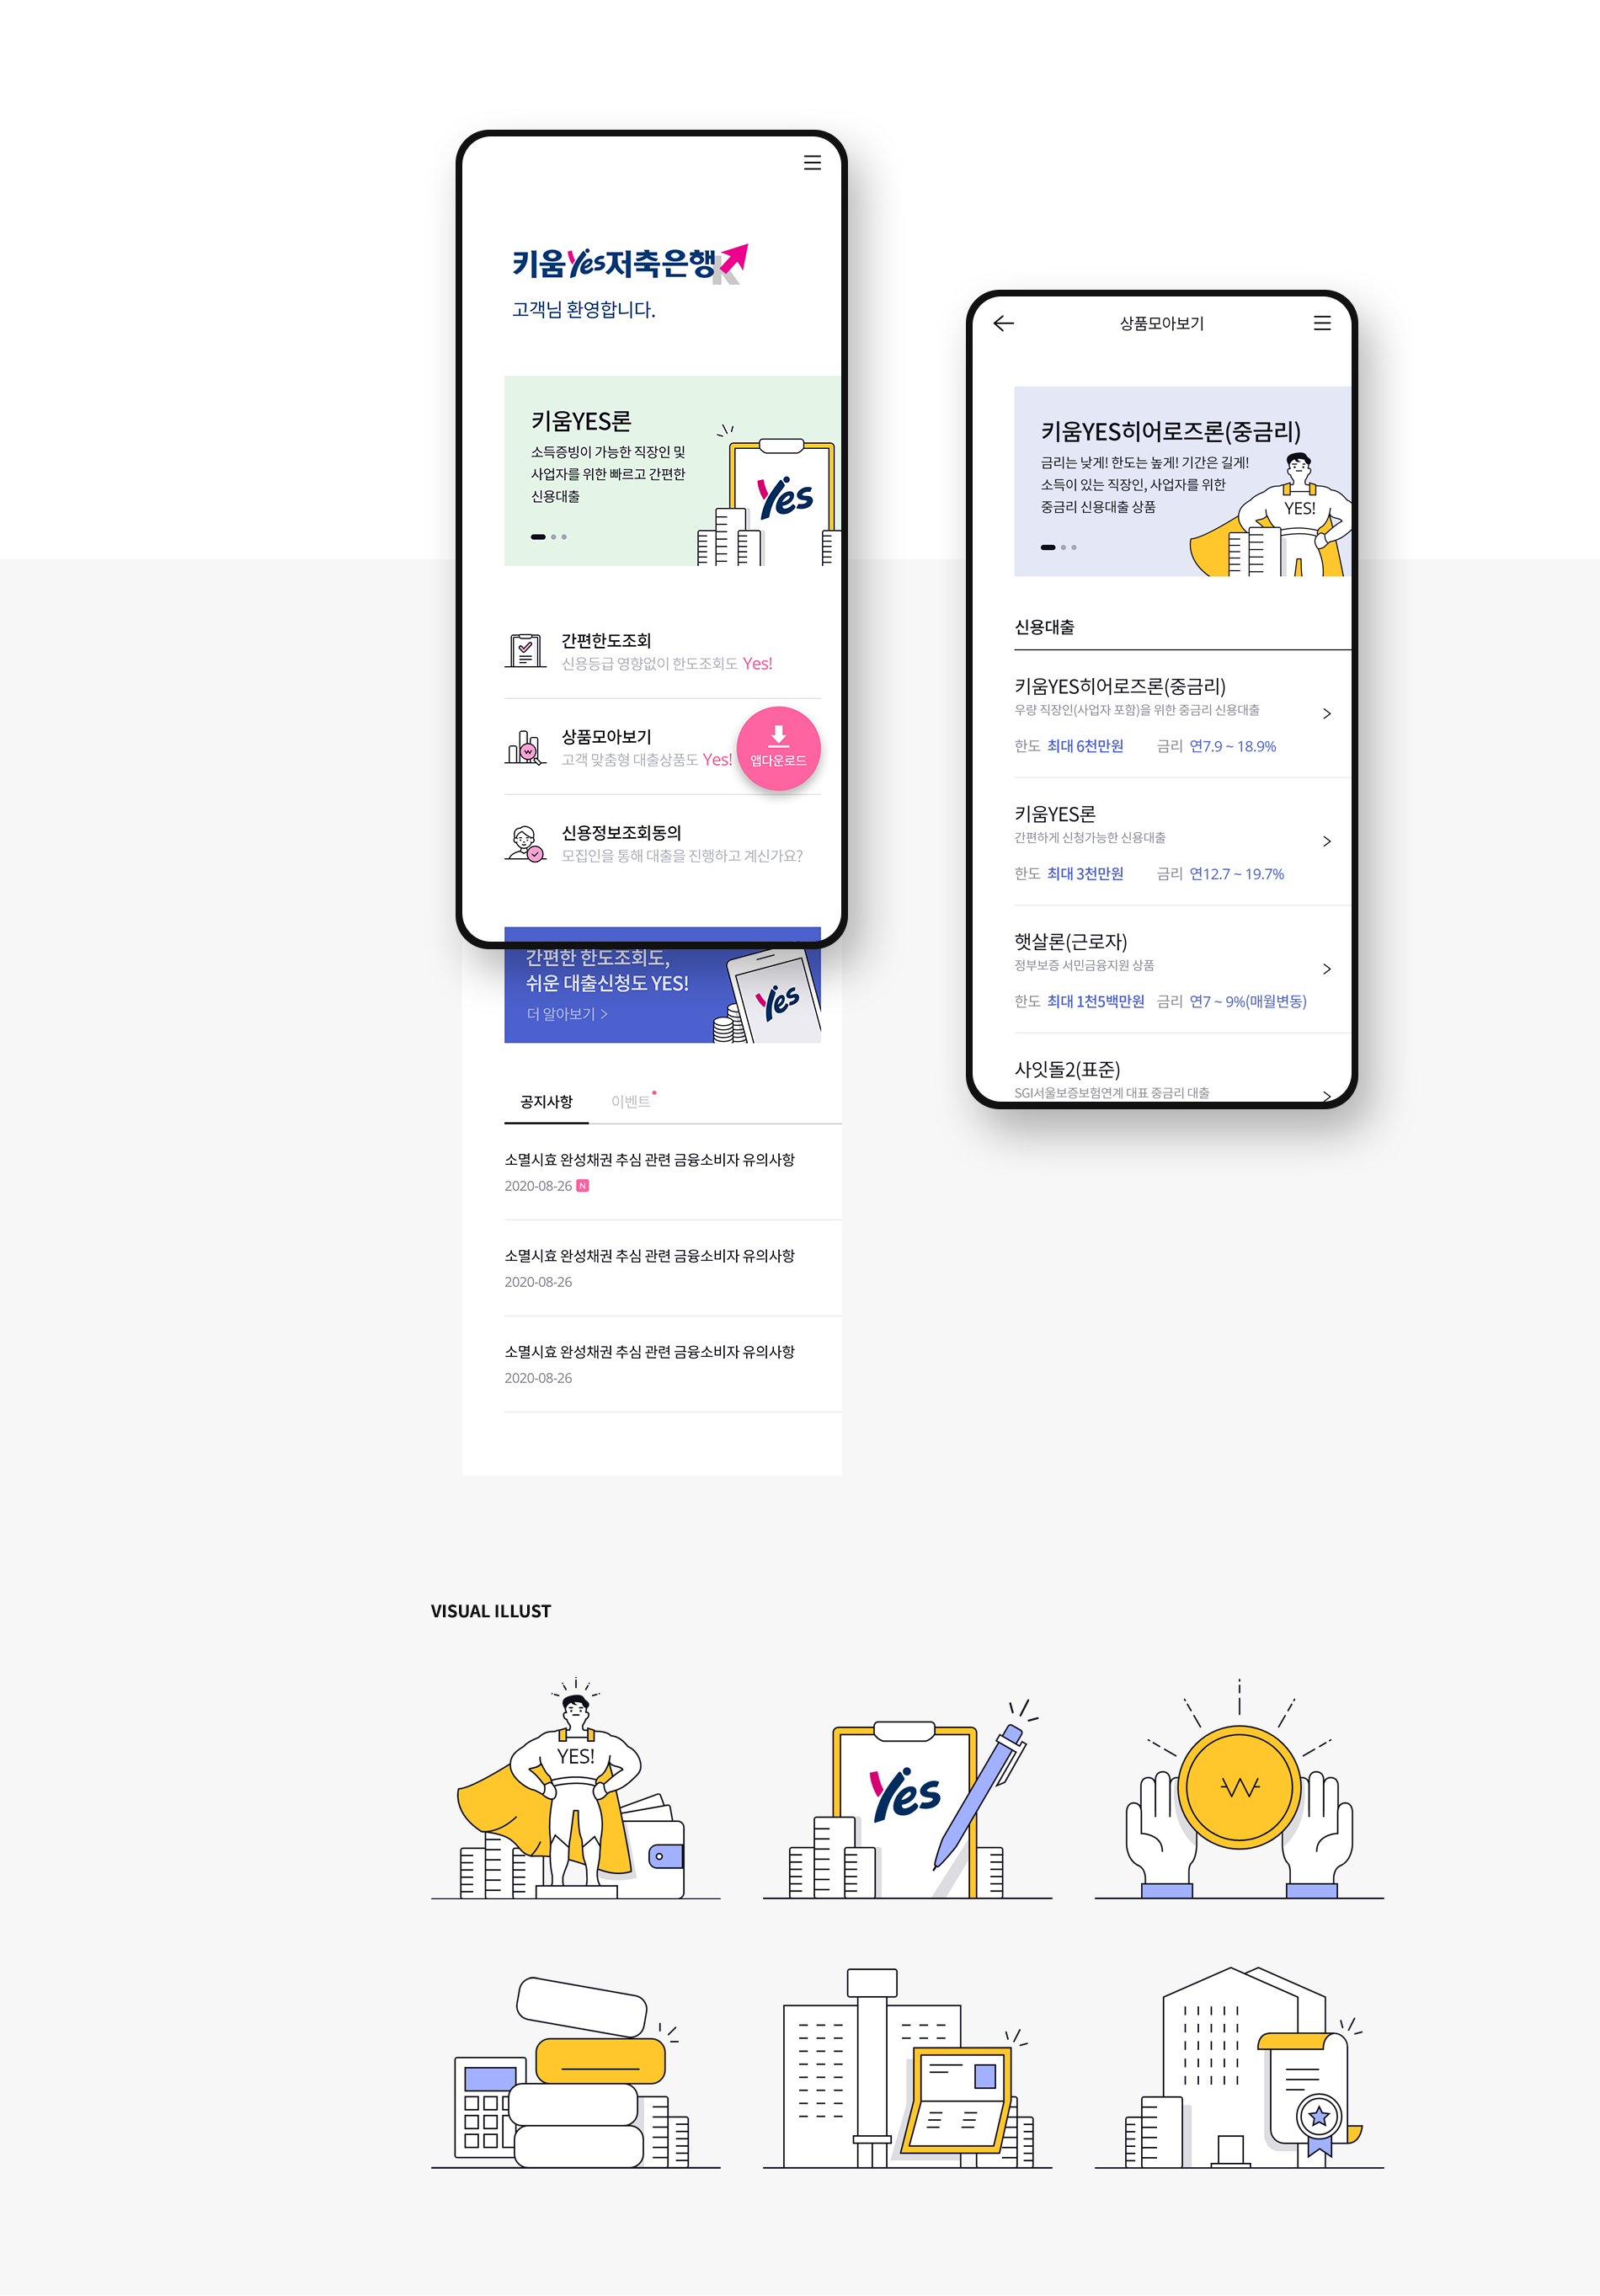 키움Yes저축은행
고객님 환영합니다.
키움YES론
소득증빙이 가능한 직장인 및
사업자를 위한 빠르고 간편한
신용대출
Yes
간편한도조회
신용등급 영향없이 한도조회도 Yes!
상품모아보기
고객 맞춤형 대출상품도 Yes!
앱다운로드
신용정보조회동의
모집인을 통해 대출을 진행하고 계신가요?
간편한 한도조회도,
쉬운 대출신청도 YES!
더 알아보기 >
Yes
공지사항
이벤트
소멸시효 완성채권 추심 관련 금융소비자 유의사항
2020-08-26 N
소멸시효 완성채권 추심 관련 금융소비자 유의사항
2020-08-26
소멸시효 완성채권 추심 관련 금융소비자 유의사항
2020-08-26
상품모아보기
키움YES히어로즈론(중금리)
금리는 낮게! 한도는 높게! 기간은 길게!
소득이 있는 직장인, 사업자를 위한
중금리 신용대출 상품
YES!
신용대출
키움YES히어로즈론(중금리)
우량 직장인(사업자 포함)을 위한 중금리 신용대출
한도 최대 6천만원 금리 연7.9 ~ 18.9%
키움YES론
간편하게 신청가능한 신용대출
한도 최대 3천만원 금리 연12.7 ~ 19.7%
햇살론(근로자)
정부보증 서민금융지원 상품
한도 최대 1천5백만원 금리 연7 ~ 9%(매월변동)
사잇돌2(표준)
SGI서울보증보험연계 대표 중금리 대출
VISUAL ILLUST
YES!
Yes
₩